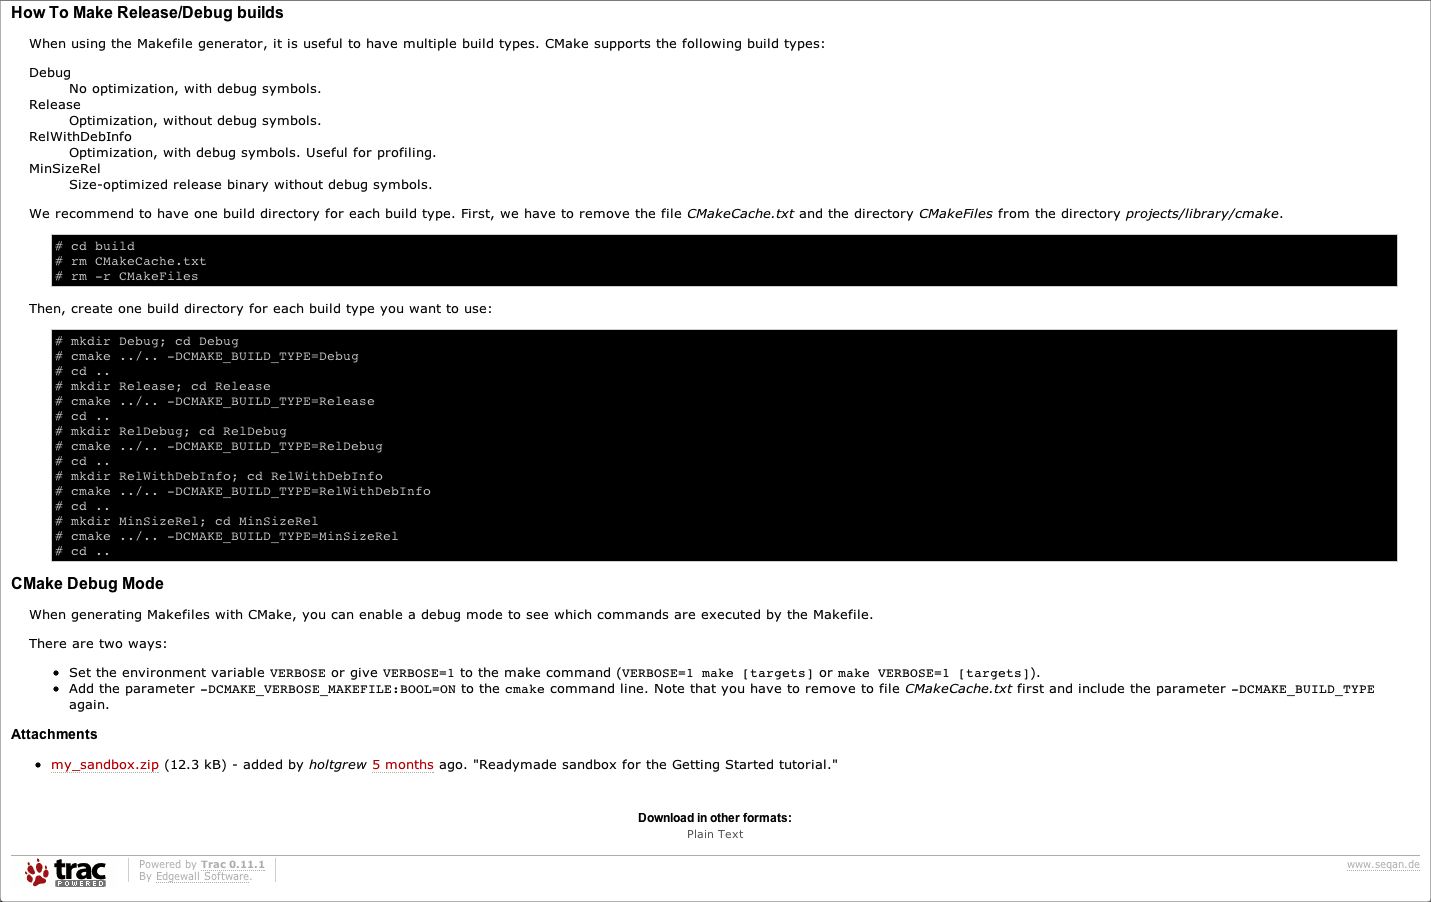 How To Make Release/Debug builds
When using the Makefile generator, it is useful to have multiple build types. CMake supports the following build types:
Debug
No optimization, with debug symbols.
Release
Optimization, without debug symbols.
RelWithDebInfo
Optimization, with debug symbols. Useful for profiling.
MinSizeRel
Size-optimized release binary without debug symbols.
We recommend to have one build directory for each build type. First, we have to remove the file CMakeCache.txt and the directory CMakeFiles from the directory projects/library/cmake.
# cd build
# rm CMakeCache.txt
# rm -r CMakeFiles
Then, create one build directory for each build type you want to use:
# mkdir Debug; cd Debug
# cmake ../.. -DCMAKE_BUILD_TYPE=Debug
# cd ..
# mkdir Release; cd Release
# cmake ../.. -DCMAKE_BUILD_TYPE=Release
# cd ..
# mkdir RelDebug; cd RelDebug
# cmake ../.. -DCMAKE_BUILD_TYPE=RelDebug
# cd ..
# mkdir RelWithDebInfo; cd RelWithDebInfo
# cmake ../.. -DCMAKE_BUILD_TYPE=RelWithDebInfo
# cd ..
# mkdir MinSizeRel; cd MinSizeRel
# cmake ../.. -DCMAKE_BUILD_TYPE=MinSizeRel
# cd ..
CMake Debug Mode
When generating Makefiles with CMake, you can enable a debug mode to see which commands are executed by the Makefile.
There are two ways:
• Set the environment variable VERBOSE or give VERBOSE=1 to the make command (VERBOSE=1 make [targets] or make VERBOSE=1 [targets]).
• Add the parameter -DCMAKE_VERBOSE_MAKEFILE:BOOL=ON to the cmake command line. Note that you have to remove to file CMakeCache.txt first and include the parameter -DCMAKE_BUILD_TYPE
again.
Attachments
• my_sandbox.zip (12.3 kB) - added by holtgrew 5 months ago. "Readymade sandbox for the Getting Started tutorial."
Download in other formats:
Plain Text
trac
POWERED
Powered by Trac 0.11.1
By Edgewall Software.
www.seqan.de